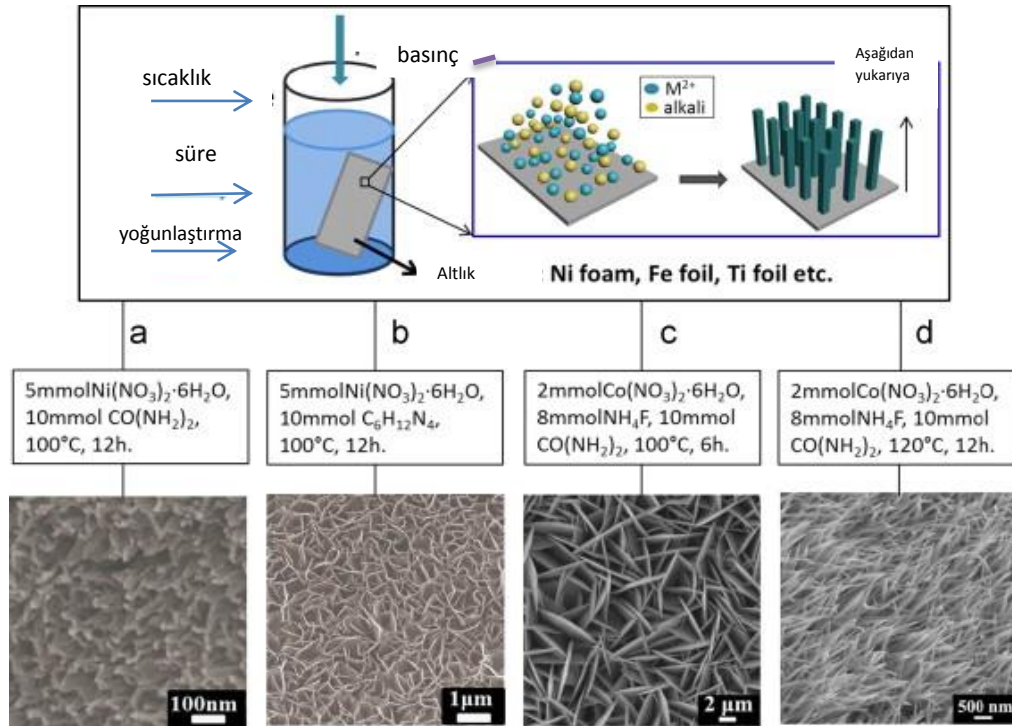 basınç
Aşağıdan
yukarıya
sıcaklık
M²⁺
alkali
süre
yoğunlaştırma
Altlık
: Ni foam, Fe foil, Ti foil etc.
a
b
c
d
5mmolNi(NO₃)₂·6H₂O,
10mmol CO(NH₂)₂,
100°C, 12h.
5mmolNi(NO₃)₂·6H₂O,
10mmol C₆H₁₂N₄,
100°C, 12h.
2mmolCo(NO₃)₂·6H₂O,
8mmolNH₄F, 10mmol
CO(NH₂)₂, 100°C, 6h.
2mmolCo(NO₃)₂·6H₂O,
8mmolNH₄F, 10mmol
CO(NH₂)₂, 120°C, 12h.
100nm
1μm
2 μm
500 nm